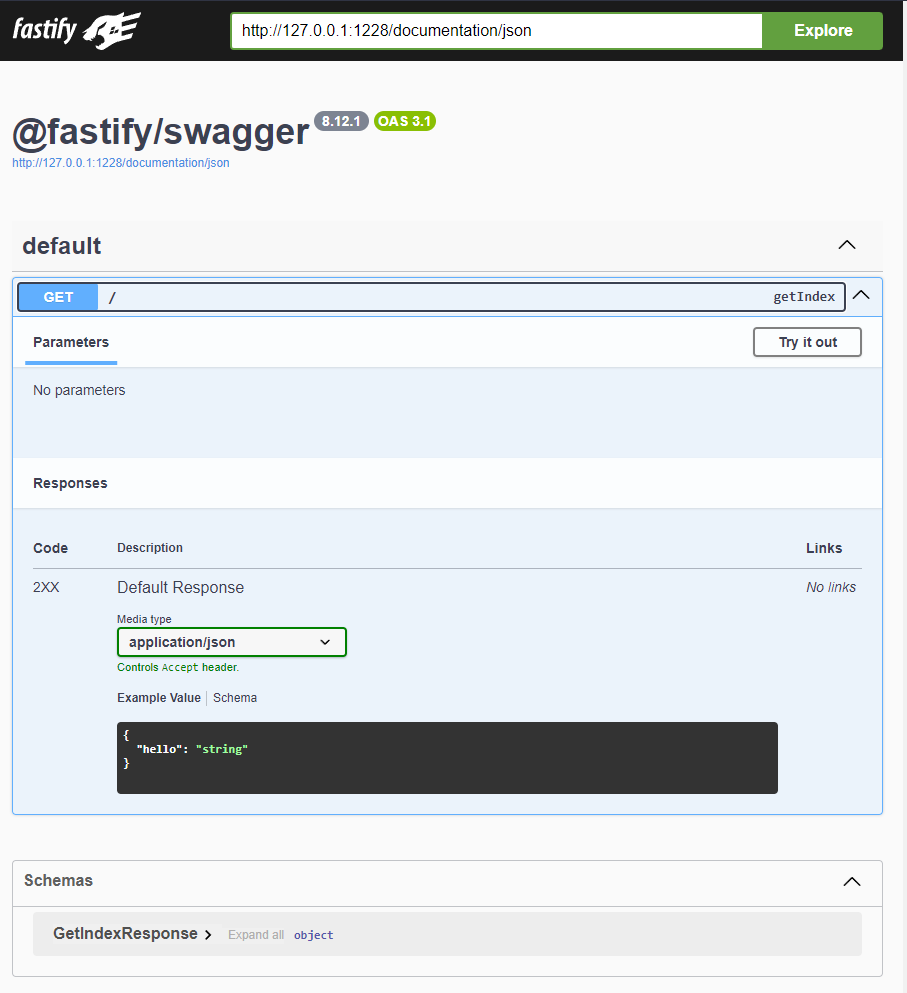 fastify
http://127.0.0.1:1228/documentation/json
Explore
@fastify/swagger 8.12.1 OAS 3.1
http://127.0.0.1:1228/documentation/json
default
GET / getIndex
Parameters Try it out
No parameters
Responses
Code Description Links
2XX Default Response No links
Media type
application/json
Controls Accept header.
Example Value Schema
{
"hello": "string"
}
Schemas
GetIndexResponse Expand all object